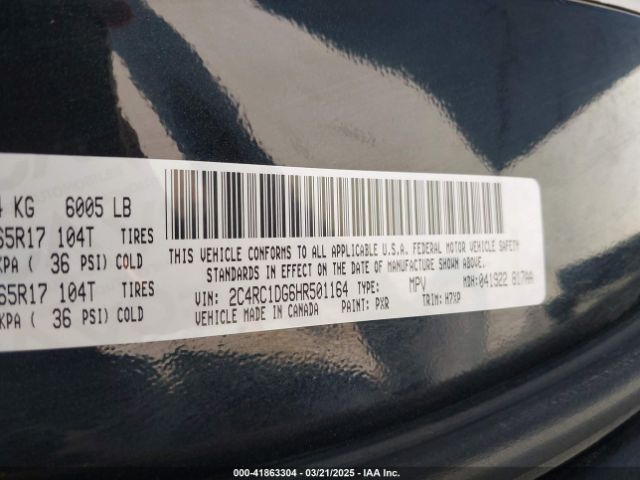 4 KG 6005 LB
65R17 104T TIRES
KPA ( 36 PSI) COLD
65R17 104T TIRES
KPA ( 36 PSI) COLD
THIS VEHICLE CONFORMS TO ALL APPLICABLE U.S.A. FEDERAL MOTOR VEHICLE SAFETY
STANDARDS IN EFFECT ON THE DATE OF MANUFACTURE SHOWN ABOVE.
VIN: 2C4RC1DG6HR501164 TYPE: MPV MDH:041922 817AA
VEHICLE MADE IN CANADA PAINT: PXR TRIM: H7XP
000-41863304 — 03/21/2025 — IAA Inc.